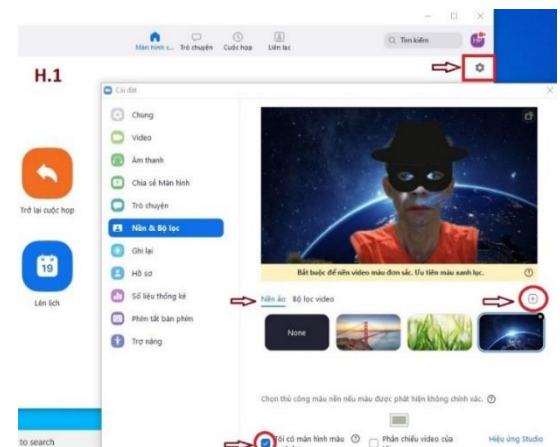 Màn hình c...
Trò chuyện
Cuộc họp
Liên lạc
Tìm kiếm
HP
H.1
Cài đặt
Chung
Video
Âm thanh
Chia sẻ Màn hình
Trò chuyện
Nền & Bộ lọc
Ghi lại
Hồ sơ
Số liệu thống kê
Phím tắt bàn phím
Trợ năng
Trở lại cuộc họp
19
Lên lịch
Bắt buộc để nền video màu đơn sắc. Ưu tiên màu xanh lục.
Nền ảo
Bộ lọc video
None
Chọn thủ công màu nền nếu màu được phát hiện không chính xác.
Tôi có màn hình màu
Phản chiếu video của
Hiệu ứng Studio
to search